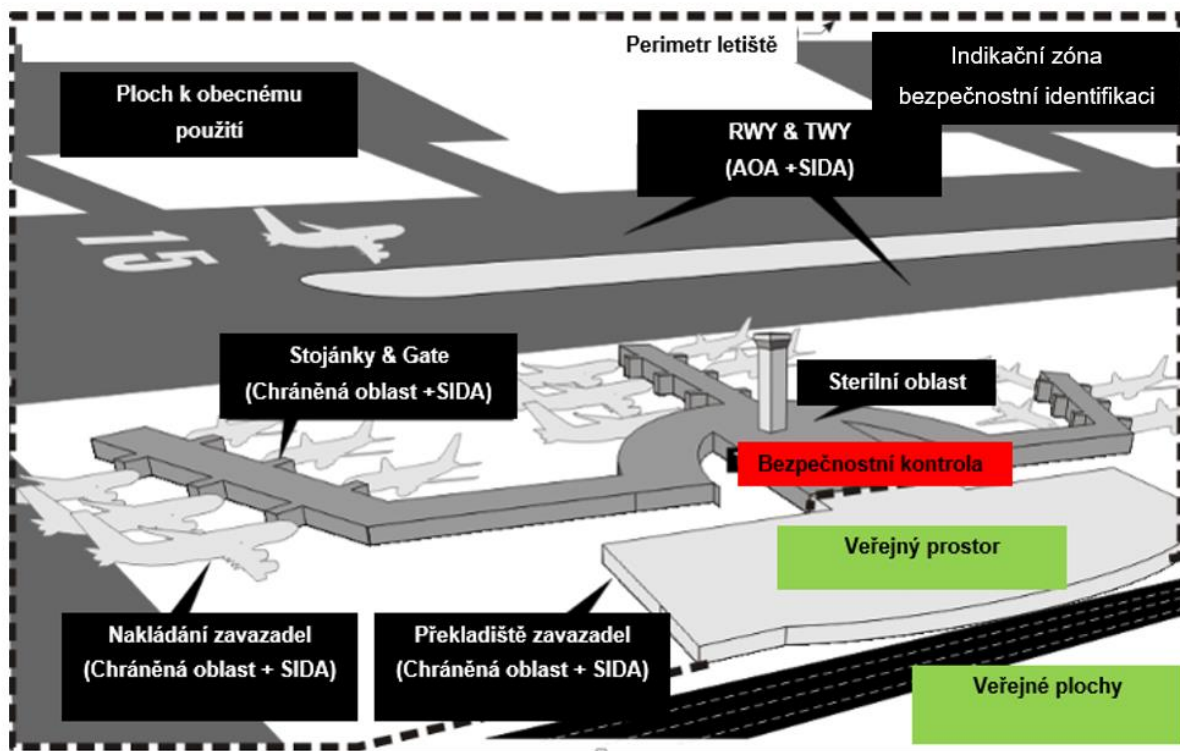 Perimetr letiště
Indikační zóna
bezpečnostní identifikaci
Ploch k obecnému
použití
RWY & TWY
(AOA +SIDA)
15
Stojánky & Gate
(Chráněná oblast +SIDA)
Sterilní oblast
Bezpečnostní kontrola
Veřejný prostor
Nakládání zavazadel
(Chráněná oblast + SIDA)
Překladiště zavazadel
(Chráněná oblast + SIDA)
Veřejné plochy